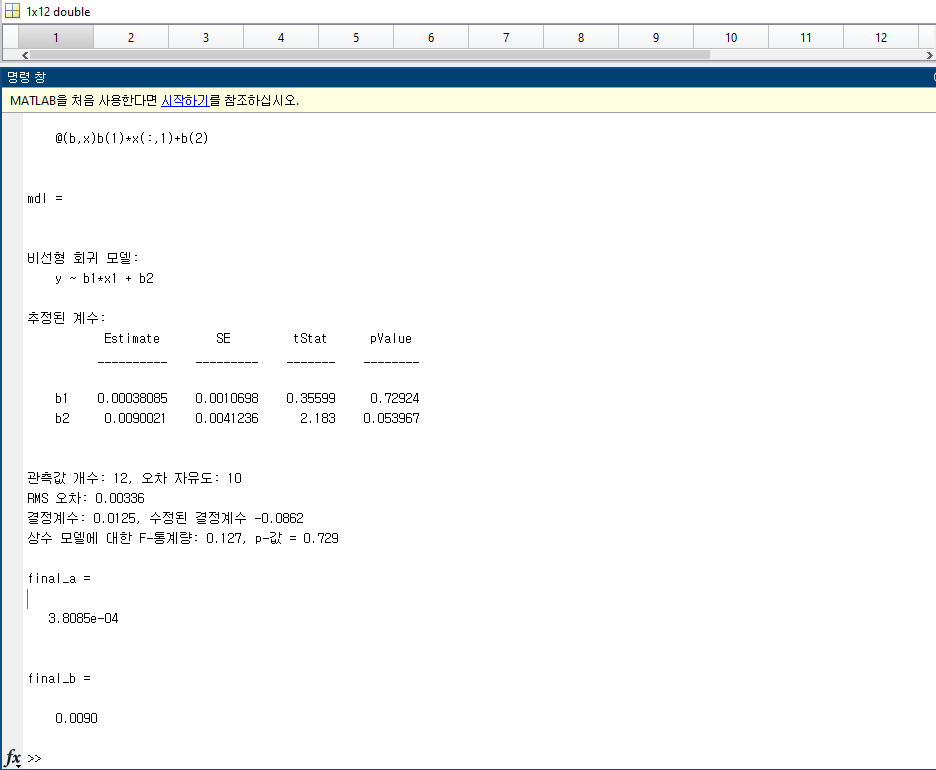 1x12 double
1 2 3 4 5 6 7 8 9 10 11 12
명령 창
MATLAB을 처음 사용한다면 시작하기를 참조하십시오.
@(b,x)b(1)*x(:,1)+b(2)
mdl =
비선형 회귀 모델:
y ~ b1*x1 + b2
추정된 계수:
Estimate SE tStat pValue
__________ _________ _______ ________
b1 0.00038085 0.0010698 0.35599 0.72924
b2 0.0090021 0.0041236 2.183 0.053967
관측값 개수: 12, 오차 자유도: 10
RMS 오차: 0.00336
결정계수: 0.0125, 수정된 결정계수 -0.0862
상수 모델에 대한 F-통계량: 0.127, p-값 = 0.729
final_a =
3.8085e-04
final_b =
0.0090
fx >>